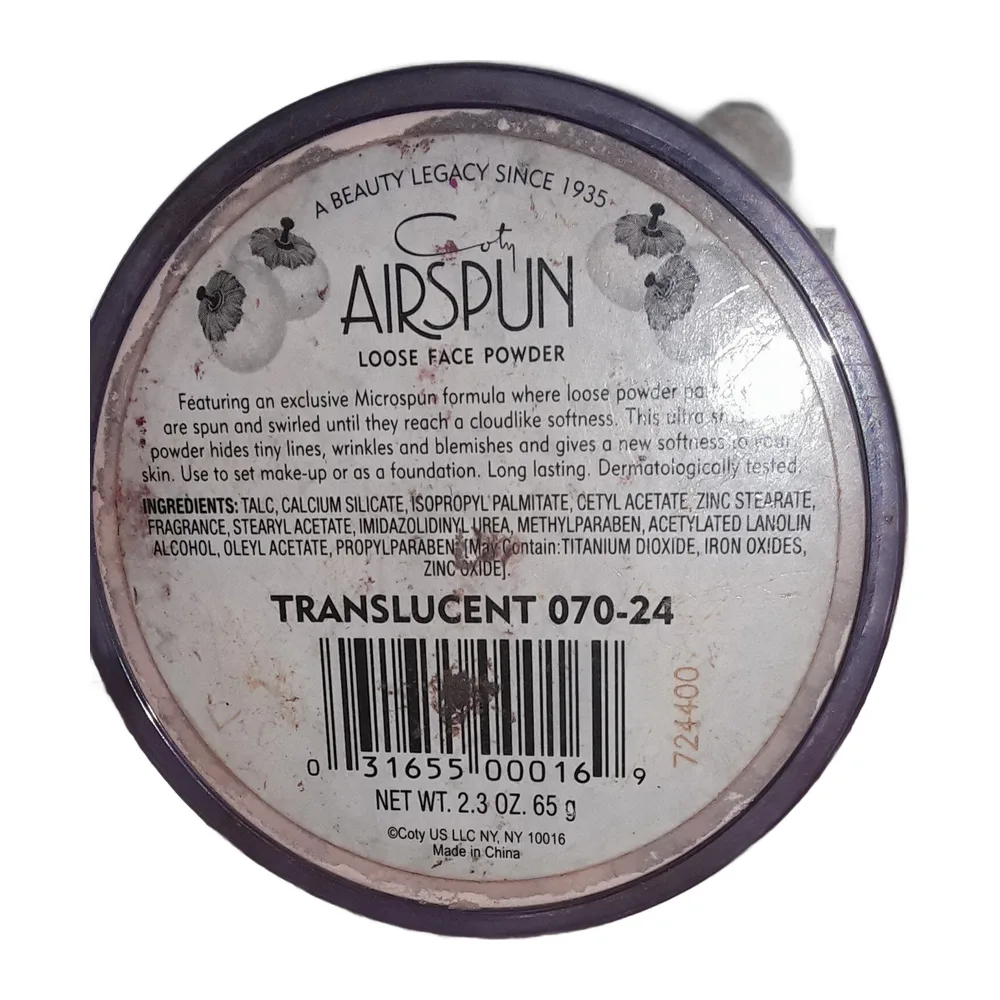 A BEAUTY LEGACY SINCE 1935
Coty
AIRSPUN
LOOSE FACE POWDER
Featuring an exclusive Microspun formula where loose powder
are spun and swirled until they reach a cloudlike softness. This ultra
powder hides tiny lines, wrinkles and blemishes and gives a new softness to your
skin. Use to set make-up or as a foundation. Long lasting. Dermatologically tested.
INGREDIENTS: TALC, CALCIUM SILICATE, ISOPROPYL PALMITATE, CETYL ACETATE, ZINC STEARATE,
FRAGRANCE, STEARYL ACETATE, IMIDAZOLIDINYL UREA, METHYLPARABEN, ACETYLATED LANOLIN
ALCOHOL, OLEYL ACETATE, PROPYLPARABEN. [May Contain: TITANIUM DIOXIDE, IRON OXIDES,
ZINC OXIDE].
TRANSLUCENT 070-24
724400
0 31655 00016 9
NET WT. 2.3 OZ. 65 g
©Coty US LLC NY, NY 10016
Made in China